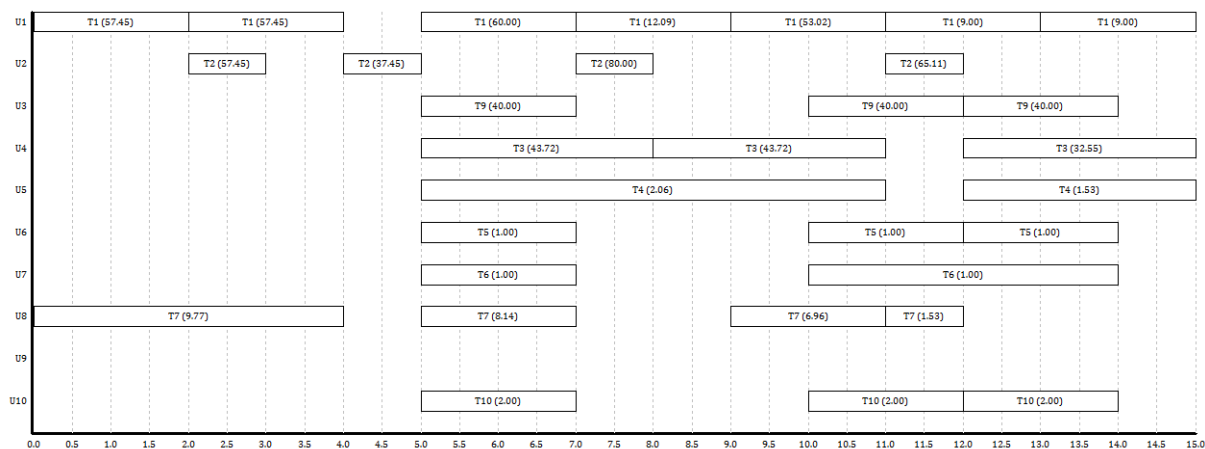 U1 T1 (57.45) T1 (57.45) T1 (60.00) T1 (12.09) T1 (53.02) T1 (9.00) T1 (9.00)
U2 T2 (57.45) T2 (37.45) T2 (80.00) T2 (65.11)
U3 T9 (40.00) T9 (40.00) T9 (40.00)
U4 T3 (43.72) T3 (43.72) T3 (32.55)
U5 T4 (2.06) T4 (1.53)
U6 T5 (1.00) T5 (1.00) T5 (1.00)
U7 T6 (1.00) T6 (1.00)
U8 T7 (9.77) T7 (8.14) T7 (6.96) T7 (1.53)
U9
U10 T10 (2.00) T10 (2.00) T10 (2.00)
0.0 0.5 1.0 1.5 2.0 2.5 3.0 3.5 4.0 4.5 5.0 5.5 6.0 6.5 7.0 7.5 8.0 8.5 9.0 9.5 10.0 10.5 11.0 11.5 12.0 12.5 13.0 13.5 14.0 14.5 15.0